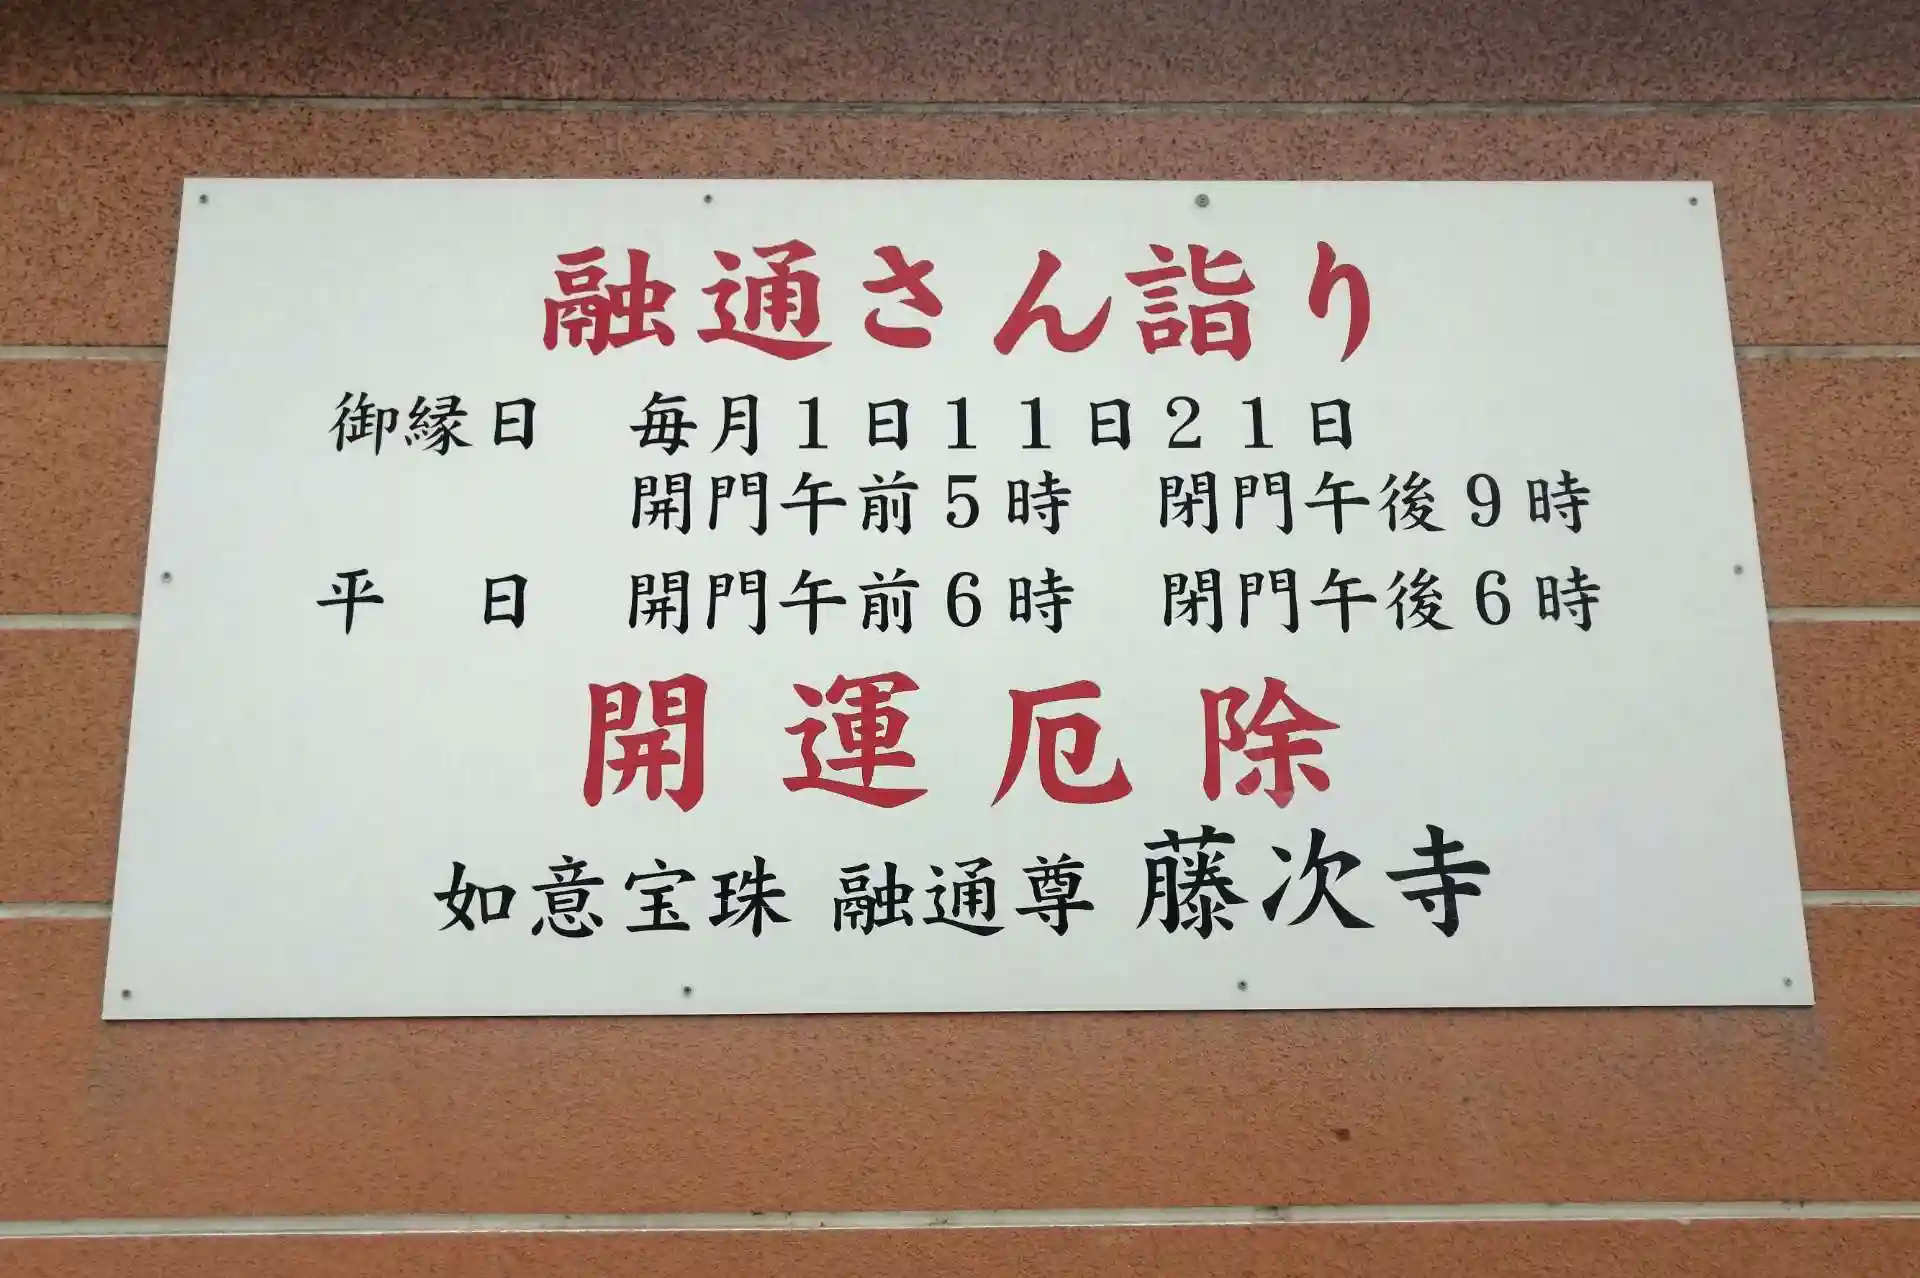 融通さん詣り
御縁日　毎月１日１１日２１日
開門午前５時　閉門午後９時
平　日　開門午前６時　閉門午後６時
開運厄除
如意宝珠 融通尊 藤次寺